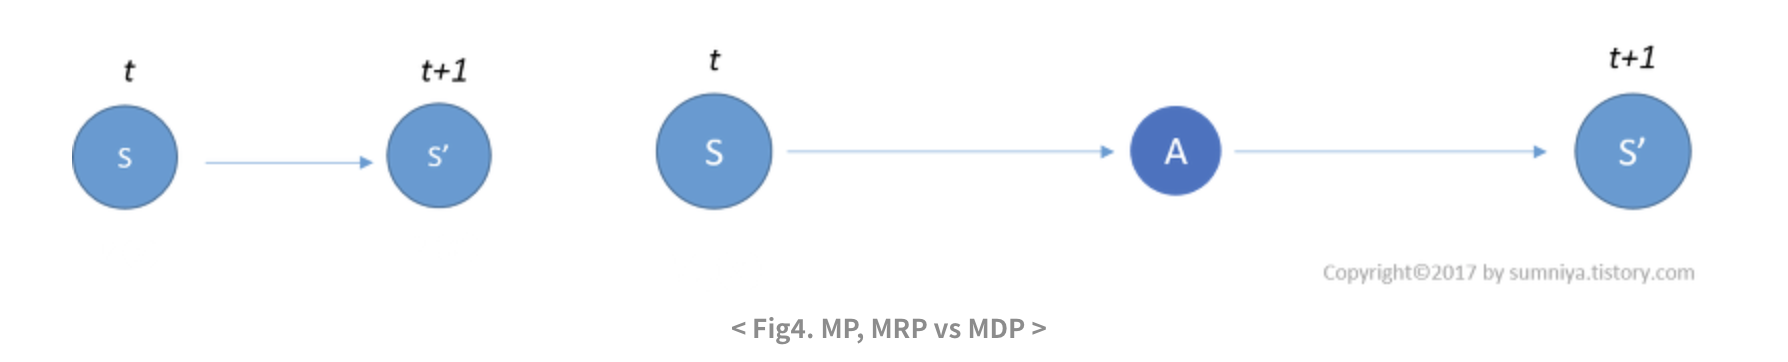 t t+1 t t+1
S S' S A S'
Copyright©2017 by sumniya.tistory.com
< Fig4. MP, MRP vs MDP >